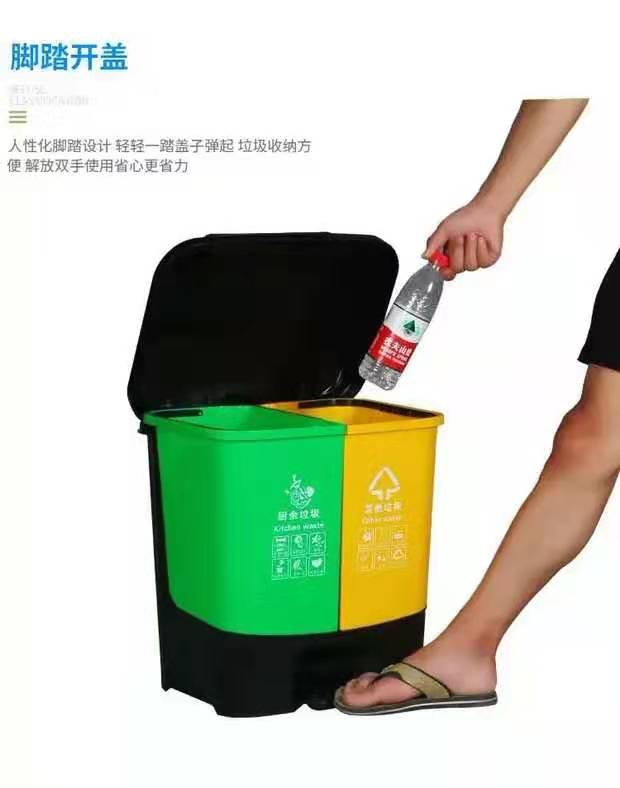 脚踏开盖
CLASSIFICATION
人性化脚踏设计 轻轻一踏盖子弹起 垃圾收纳方
便 解放双手使用省心更省力
厨余垃圾
Kitchen waste
其他垃圾
Other waste